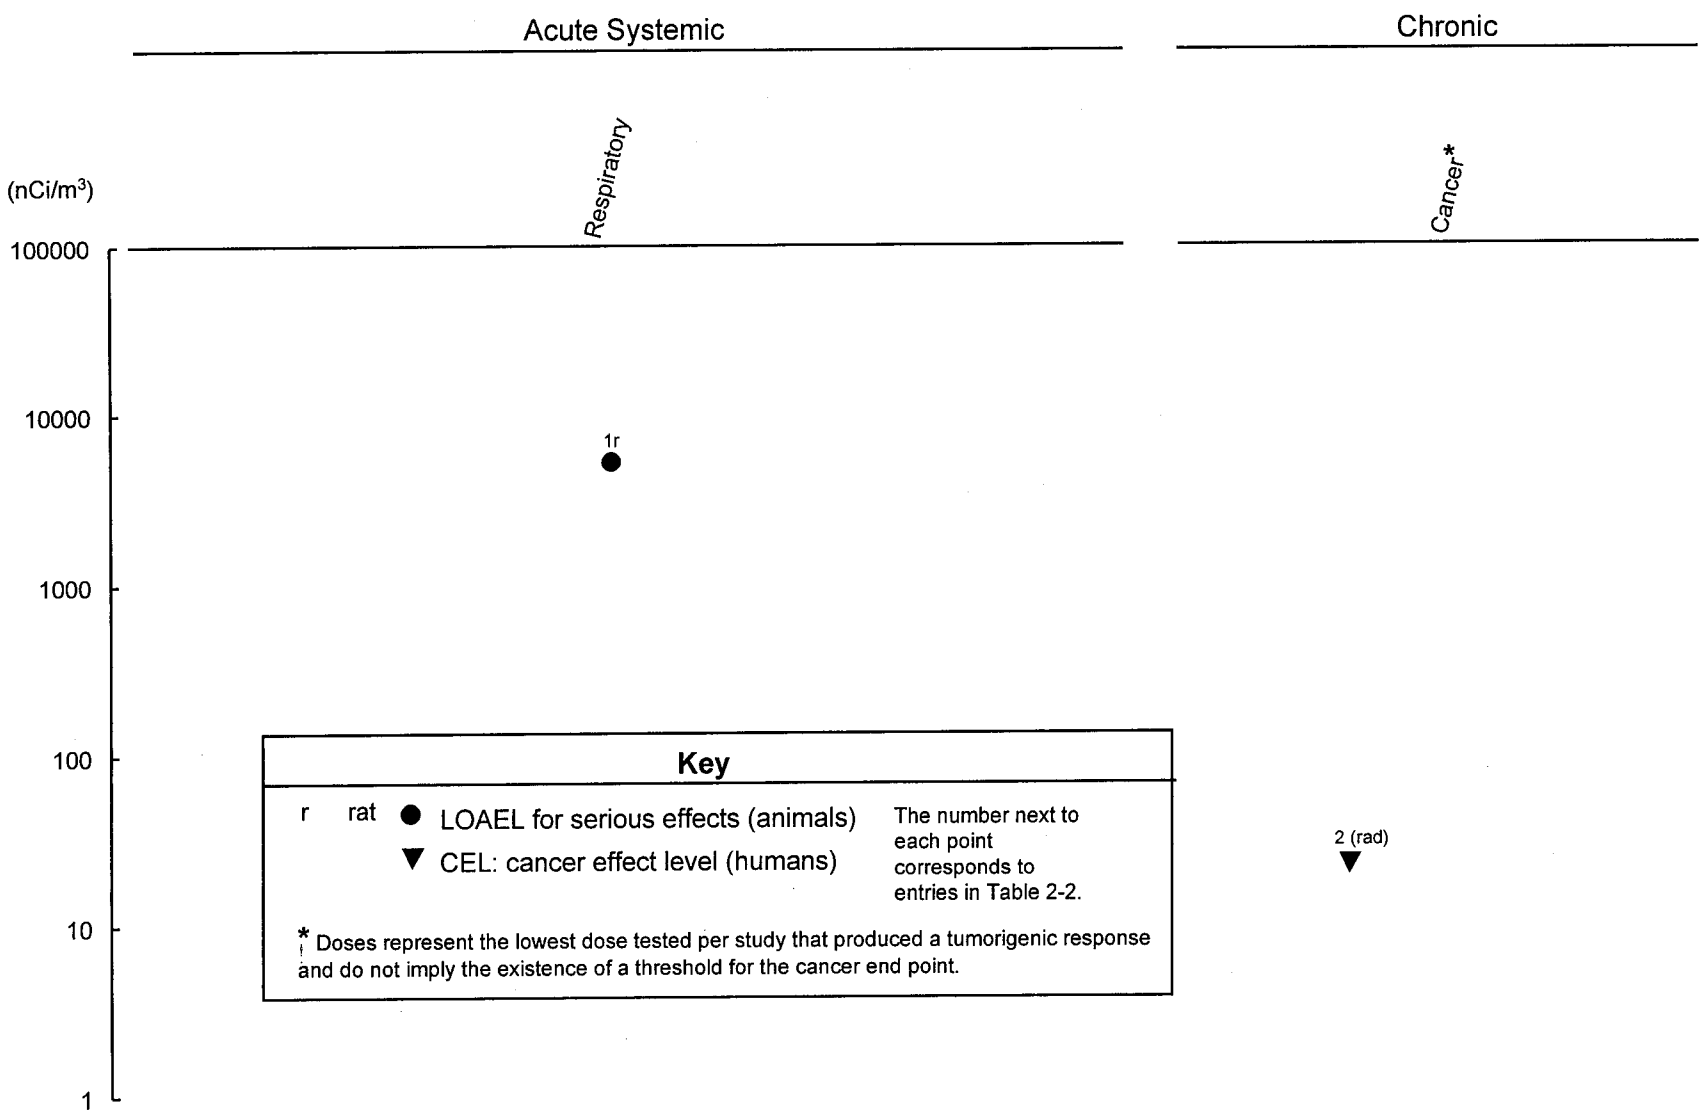 Acute Systemic
Chronic
Respiratory
Cancer*
(nCi/m³)
100000
10000
1r
1000
100
Key
r rat ● LOAEL for serious effects (animals)
▼ CEL: cancer effect level (humans)
The number next to
each point
corresponds to
entries in Table 2-2.
* Doses represent the lowest dose tested per study that produced a tumorigenic response
and do not imply the existence of a threshold for the cancer end point.
2 (rad)
10
1